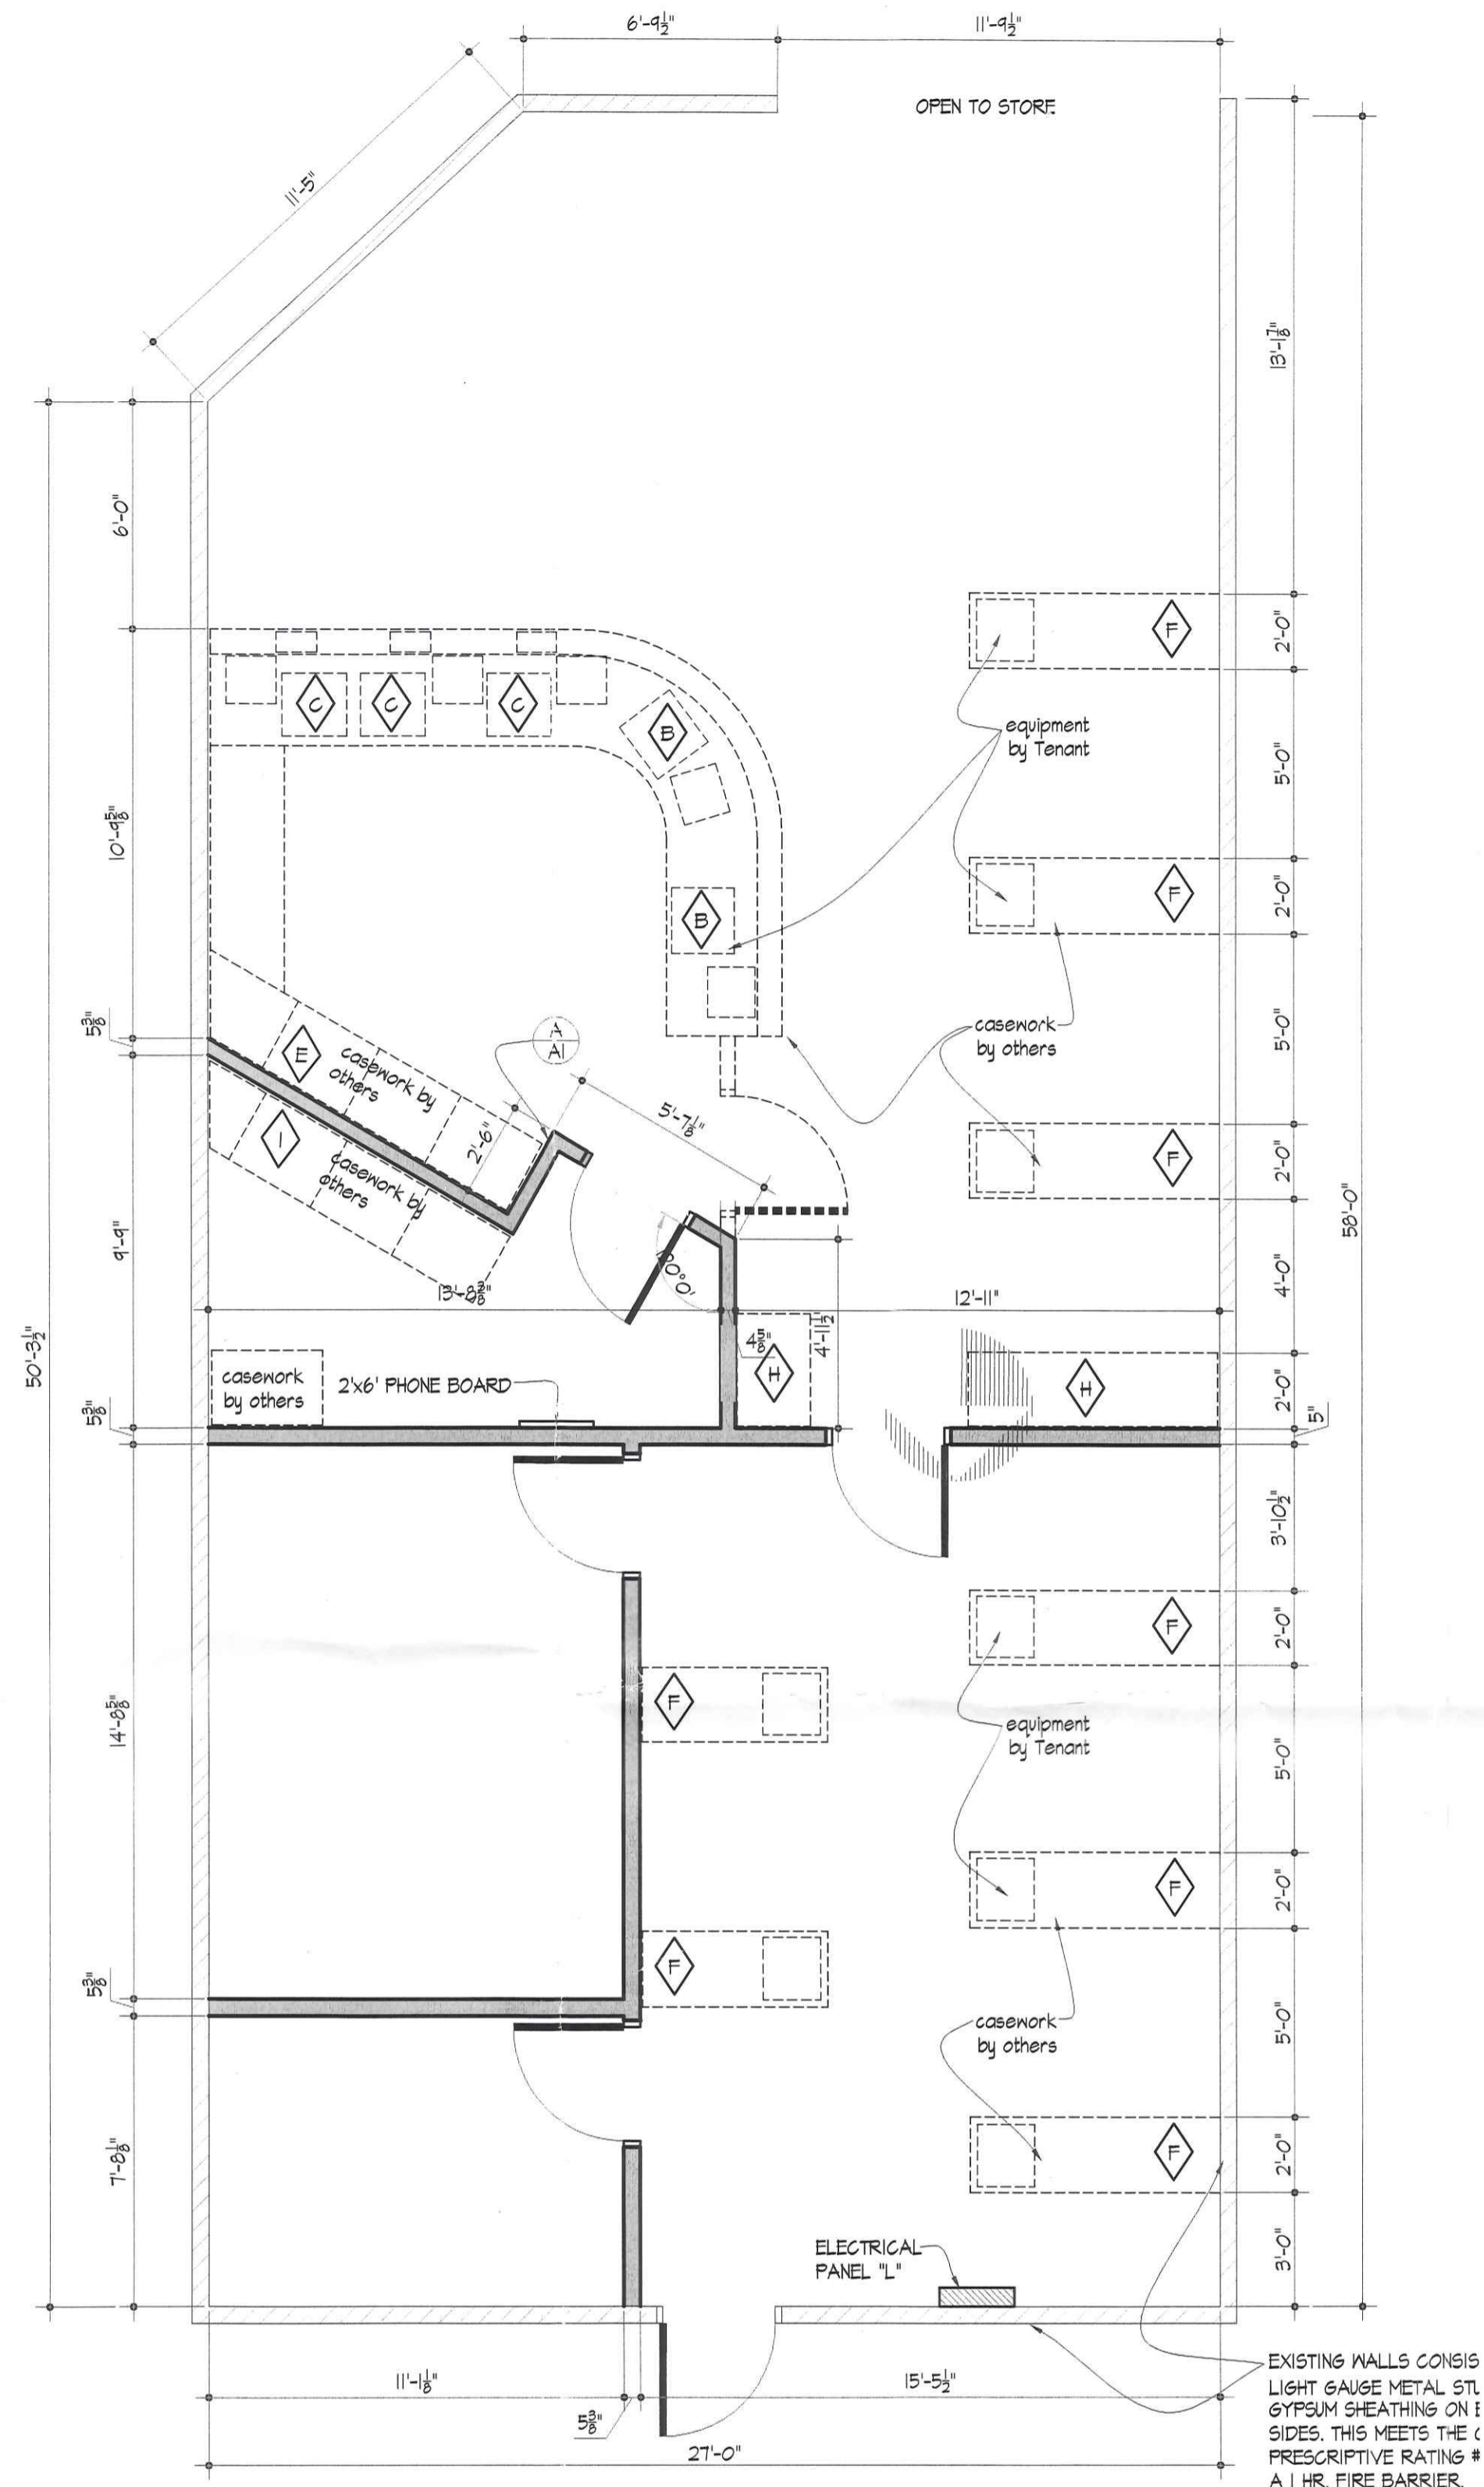 6'-9½"
11'-9½"
OPEN TO STORE
11'-5"
13'-1⅞"
6'-0"
2'-0"
F
C
C
C
B
equipment
by Tenant
5'-0"
10'-9⅝"
2'-0"
F
B
5⅜"
A
A1
casework
by others
5'-0"
E
casework by
others
5'-7⅛"
2'-6"
2'-0"
F
I
casework by
others
58'-0"
9'-9"
4'-0"
12'-11"
4⅝"
4'-11½"
50'-3½"
H
H
casework
by others
2'x6' PHONE BOARD
2'-0"
5⅜"
5"
3'-10½"
2'-0"
F
F
14'-8⅝"
equipment
by Tenant
5'-0"
2'-0"
F
F
5⅜"
casework
by others
5'-0"
7'-8⅛"
2'-0"
F
ELECTRICAL
PANEL "L"
3'-0"
11'-1⅛"
5⅜"
15'-5½"
27'-0"
EXISTING WALLS CONSIS
LIGHT GAUGE METAL
GYPSUM SHEATHING ON
SIDES. THIS MEETS THE
PRESCRIPTIVE RATING #
A 1 HR. FIRE BARRIER.